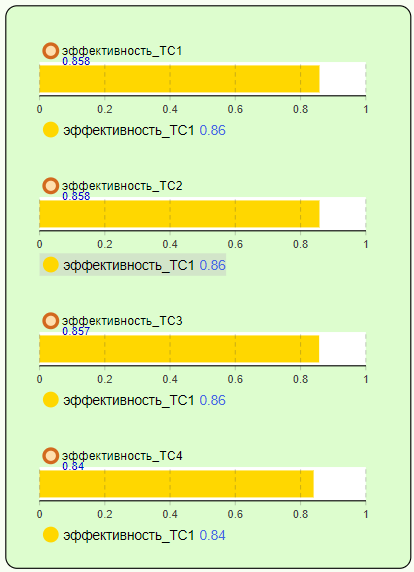 эффективность_ТС1
0.858
0 0.2 0.4 0.6 0.8 1
эффективность_ТС1 0.86
эффективность_ТС2
0.858
0 0.2 0.4 0.6 0.8 1
эффективность_ТС1 0.86
эффективность_ТС3
0.857
0 0.2 0.4 0.6 0.8 1
эффективность_ТС1 0.86
эффективность_ТС4
0.84
0 0.2 0.4 0.6 0.8 1
эффективность_ТС1 0.84